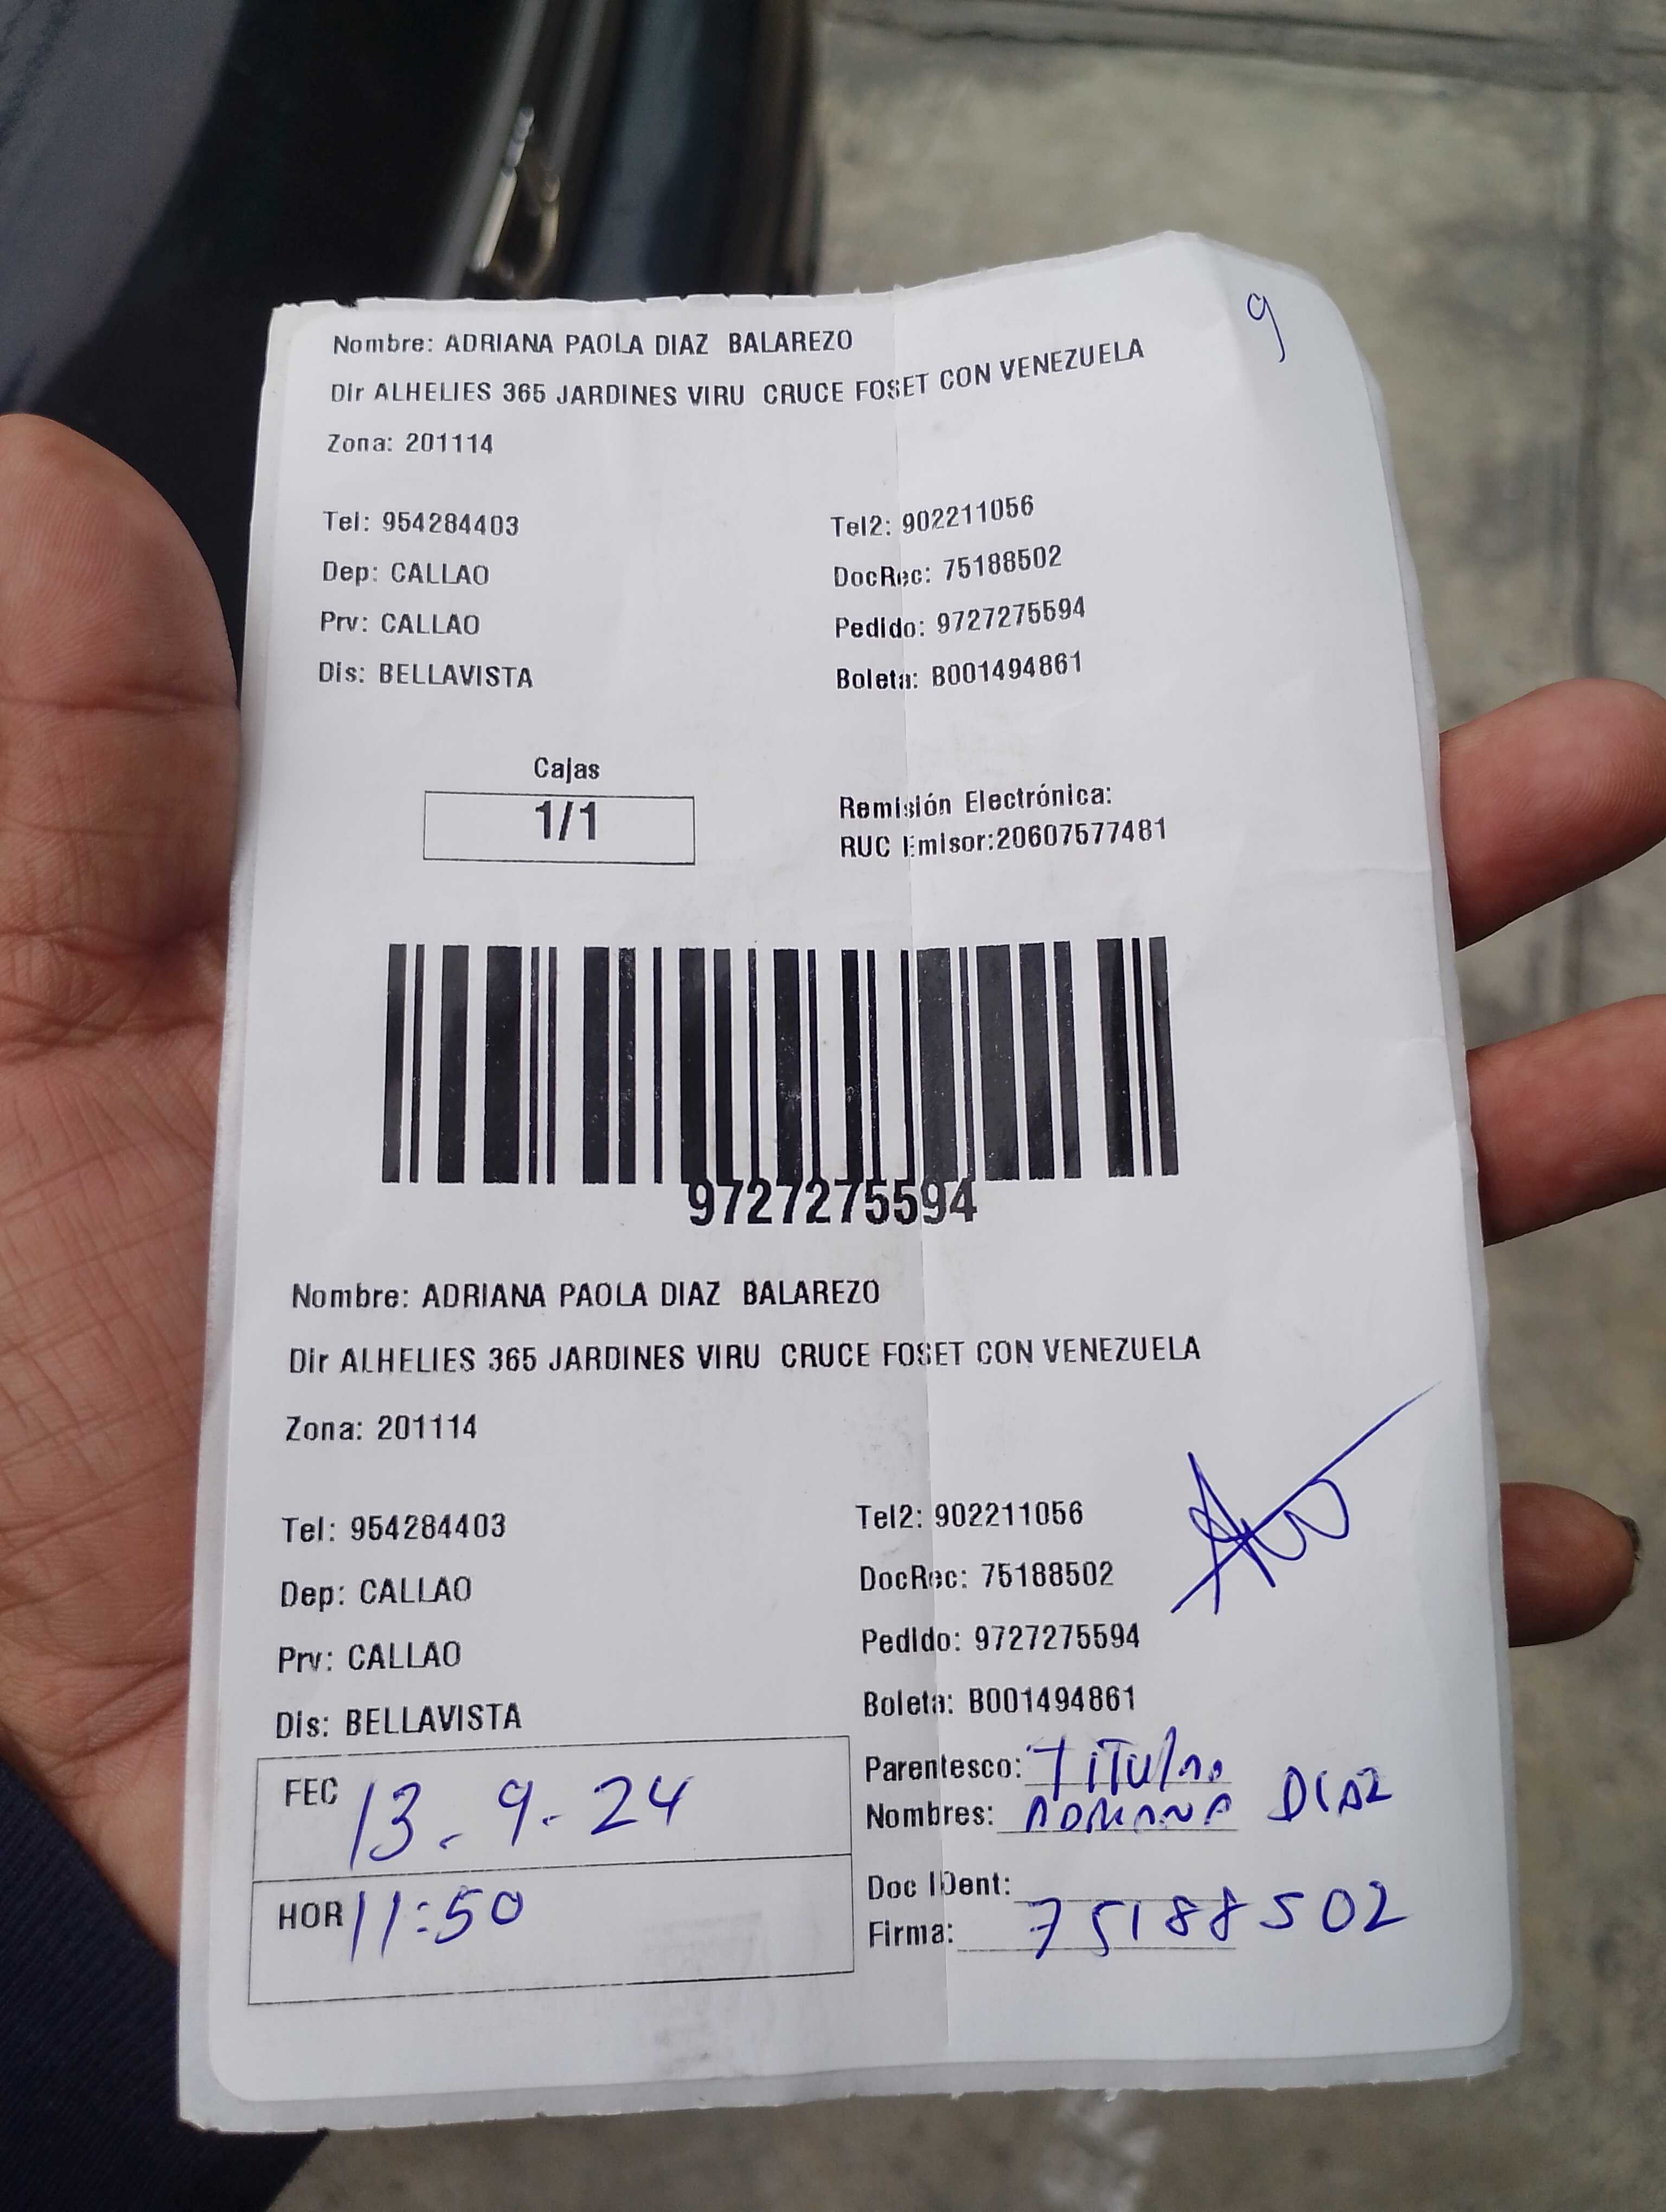 9
Nombre: ADRIANA PAOLA DIAZ BALAREZO
Dir ALHELIES 365 JARDINES VIRU CRUCE FOSET CON VENEZUELA
Zona: 201114
Tel: 954284403 Tel2: 902211056
Dep: CALLAO DocRec: 75188502
Prv: CALLAO Pedido: 9727275594
Dis: BELLAVISTA Boleta: B001494861
Cajas
1/1
Remisión Electrónica:
RUC Emisor:20607577481
9727275594
Nombre: ADRIANA PAOLA DIAZ BALAREZO
Dir ALHELIES 365 JARDINES VIRU CRUCE FOSET CON VENEZUELA
Zona: 201114
Tel: 954284403 Tel2: 902211056
Dep: CALLAO DocRec: 75188502
Prv: CALLAO Pedido: 9727275594
Dis: BELLAVISTA Boleta: B001494861
FEC 13-9-24
HOR 11:50
Parentesco: Titular
Nombres: ADRIANA DIAZ
Doc IDent:
Firma: 75188502